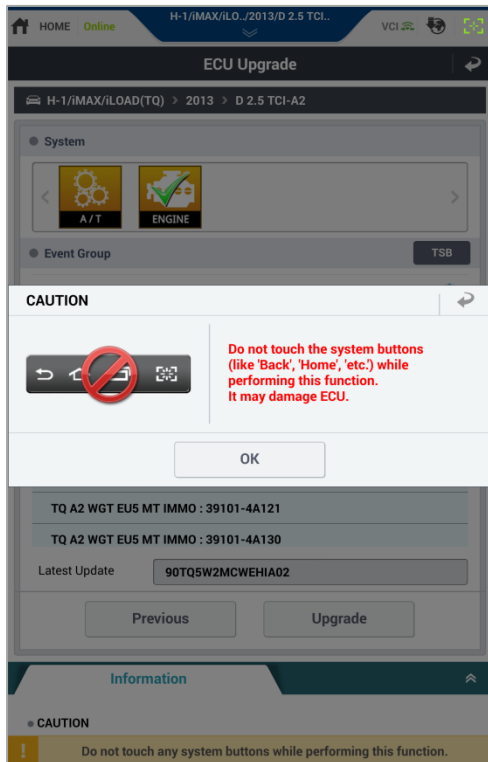 HOME Online H-1/iMAX/iLO../2013/D 2.5 TCI.. VCI
ECU Upgrade
H-1/iMAX/iLOAD(TQ) > 2013 > D 2.5 TCI-A2
System
A/T ENGINE
Event Group TSB
CAUTION
Do not touch the system buttons
(like 'Back', 'Home', 'etc.') while
performing this function.
It may damage ECU.
OK
TQ A2 WGT EU5 MT IMMO : 39101-4A121
TQ A2 WGT EU5 MT IMMO : 39101-4A130
Latest Update 90TQ5W2MCWEHIA02
Previous Upgrade
Information
CAUTION
! Do not touch any system buttons while performing this function.